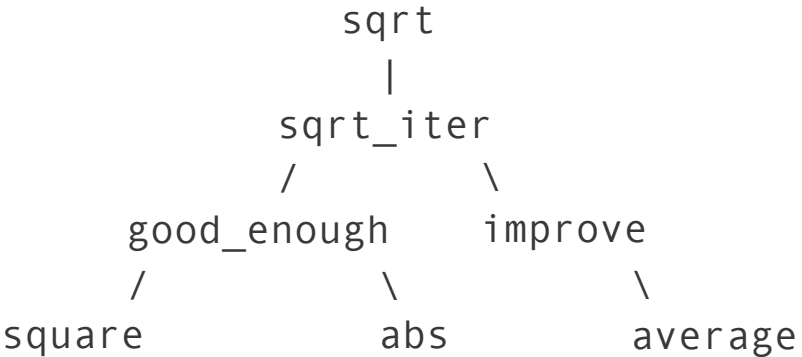 sqrt
|
sqrt_iter
/ \
good_enough improve
/ \ \
square abs average